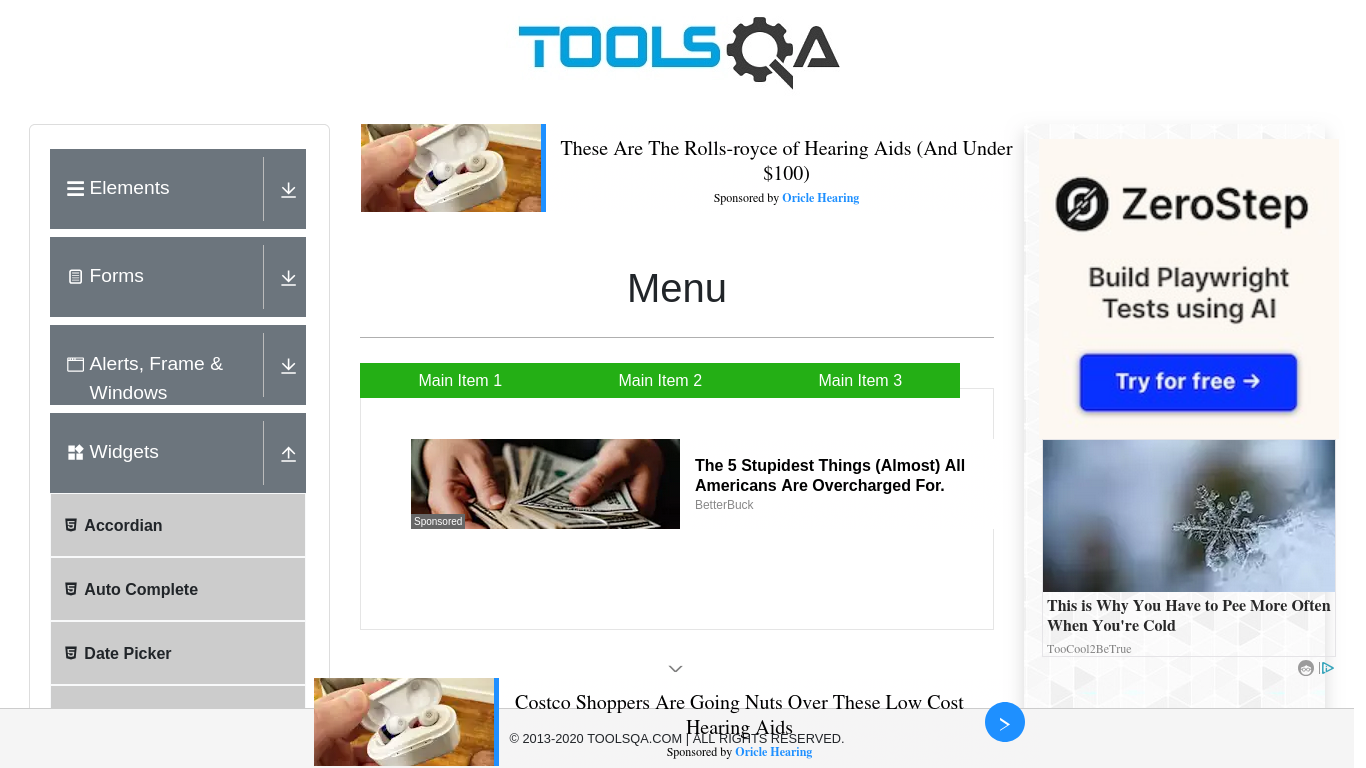 TOOLSQA
Elements
Forms
Alerts, Frame &
Windows
Widgets
Accordian
Auto Complete
Date Picker
These Are The Rolls-royce of Hearing Aids (And Under
$100)
Sponsored by Oricle Hearing
Menu
Main Item 1
Main Item 2
Main Item 3
Sponsored
The 5 Stupidest Things (Almost) All
Americans Are Overcharged For.
BetterBuck
ZeroStep
Build Playwright
Tests using AI
Try for free →
This is Why You Have to Pee More Often
When You're Cold
TooCool2BeTrue
Costco Shoppers Are Going Nuts Over These Low Cost
Hearing Aids
© 2013-2020 TOOLSQA.COM | ALL RIGHTS RESERVED.
Sponsored by Oricle Hearing